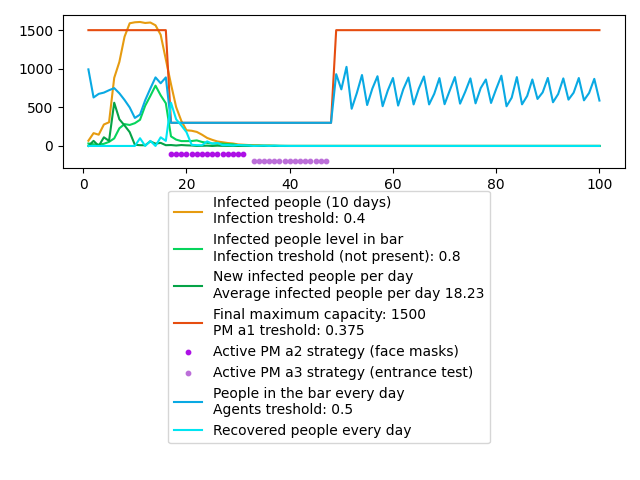 1500
1000
500
0
0 20 40 60 80 100
Infected people (10 days)
Infection treshold: 0.4
Infected people level in bar
Infection treshold (not present): 0.8
New infected people per day
Average infected people per day 18.23
Final maximum capacity: 1500
PM a1 treshold: 0.375
Active PM a2 strategy (face masks)
Active PM a3 strategy (entrance test)
People in the bar every day
Agents treshold: 0.5
Recovered people every day